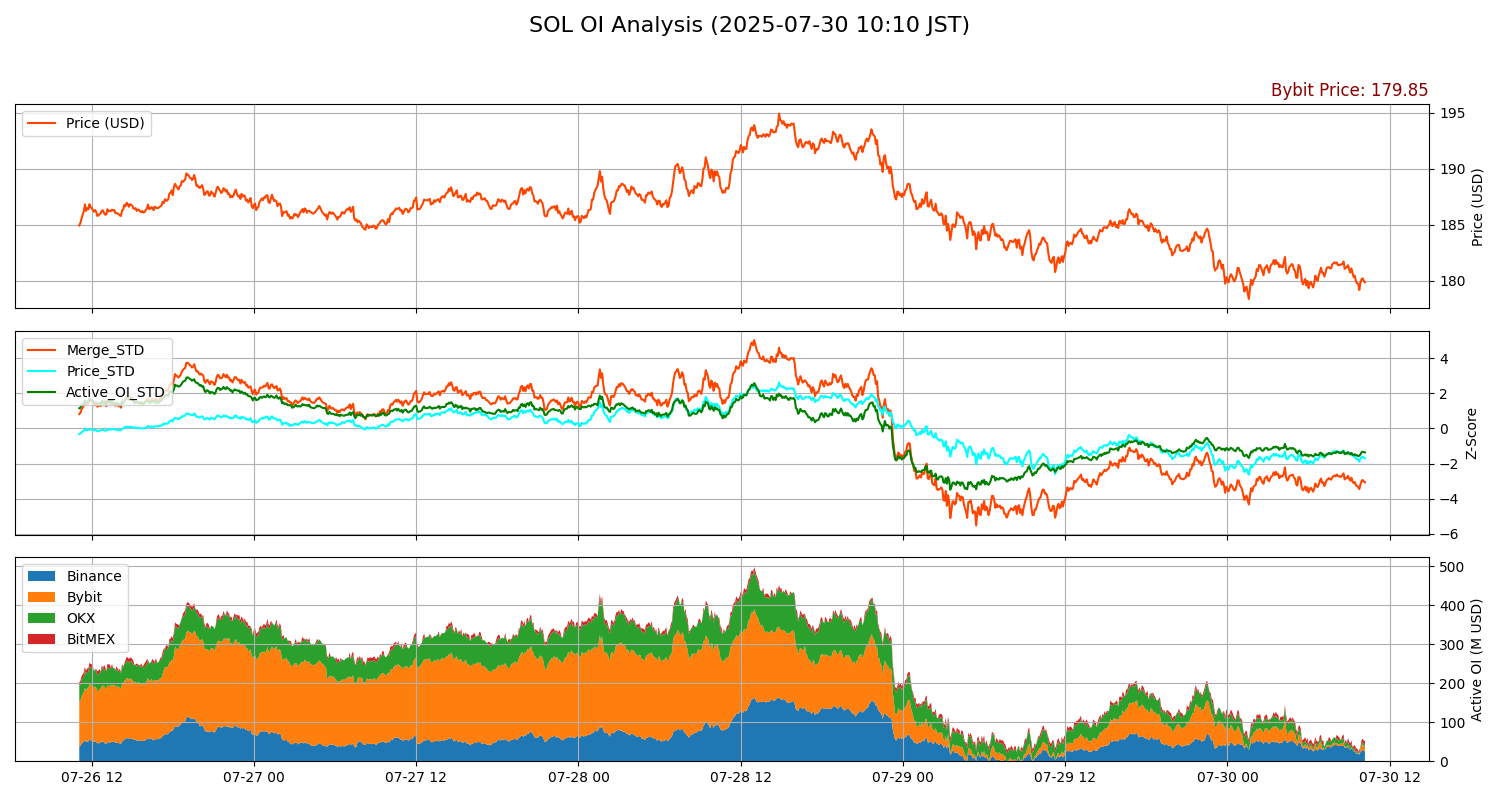 SOL OI Analysis (2025-07-30 10:10 JST)
Bybit Price: 179.85
Price (USD)
195
190
185
180
Price (USD)
Merge_STD
Price_STD
Active_OI_STD
4
2
0
−2
−4
−6
Z-Score
Binance
Bybit
OKX
BitMEX
500
400
300
200
100
0
Active OI (M USD)
07-26 12
07-27 00
07-27 12
07-28 00
07-28 12
07-29 00
07-29 12
07-30 00
07-30 12